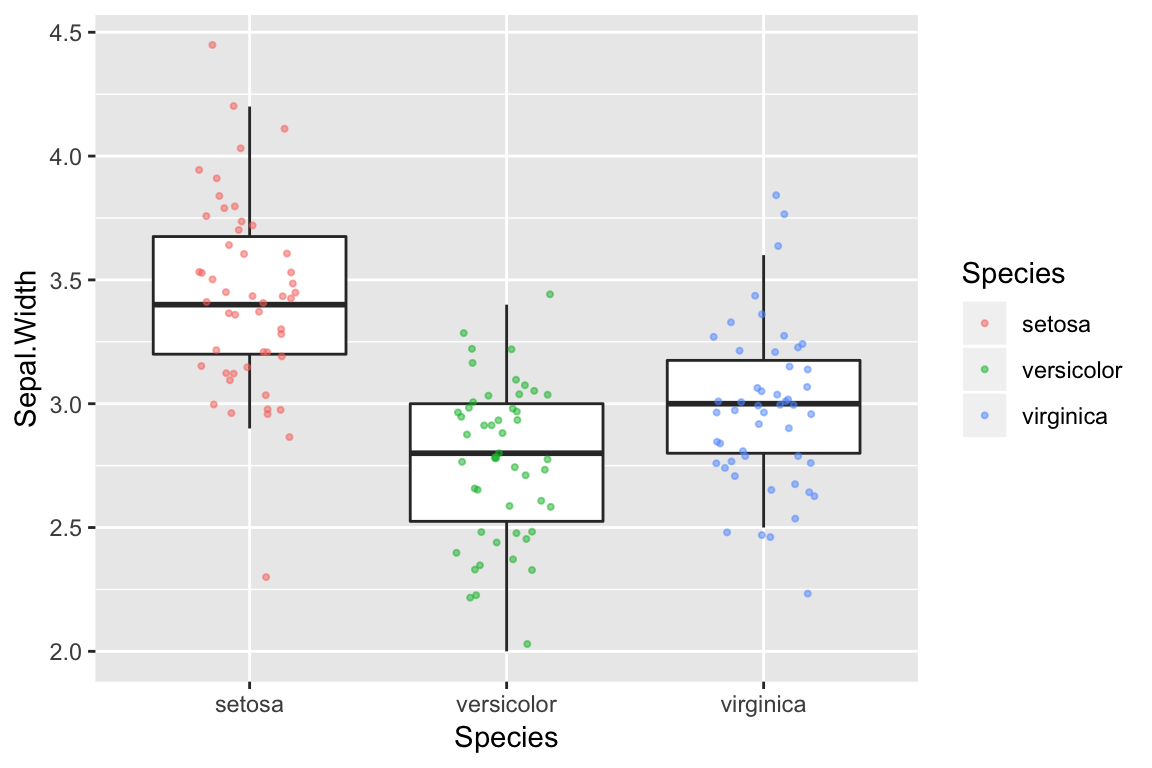 4.5
4.0
3.5
3.0
2.5
2.0
Sepal.Width
setosa
versicolor
virginica
Species
Species
setosa
versicolor
virginica